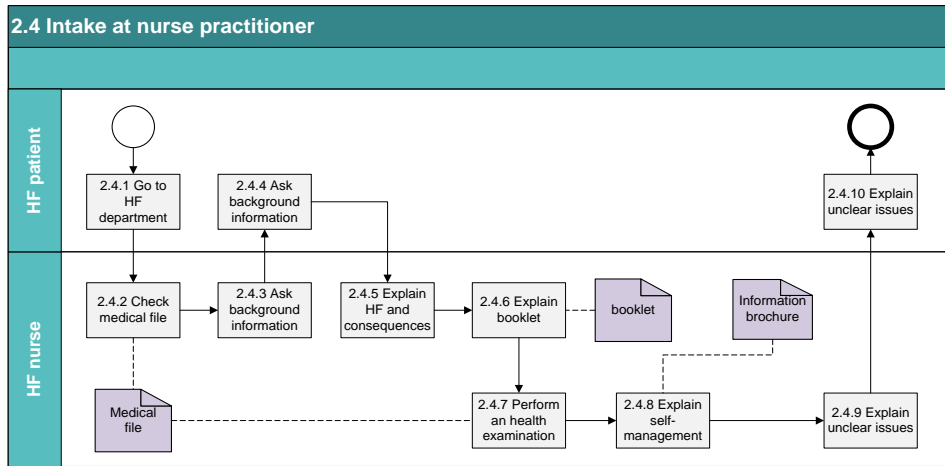 2.4 Intake at nurse practitioner
HF patient
2.4.1 Go to
HF
department
2.4.4 Ask
background
information
2.4.10 Explain
unclear issues
HF nurse
2.4.2 Check
medical file
2.4.3 Ask
background
information
2.4.5 Explain
HF and
consequences
2.4.6 Explain
booklet
booklet
Information
brochure
Medical
file
2.4.7 Perform
an health
examination
2.4.8 Explain
self-
management
2.4.9 Explain
unclear issues